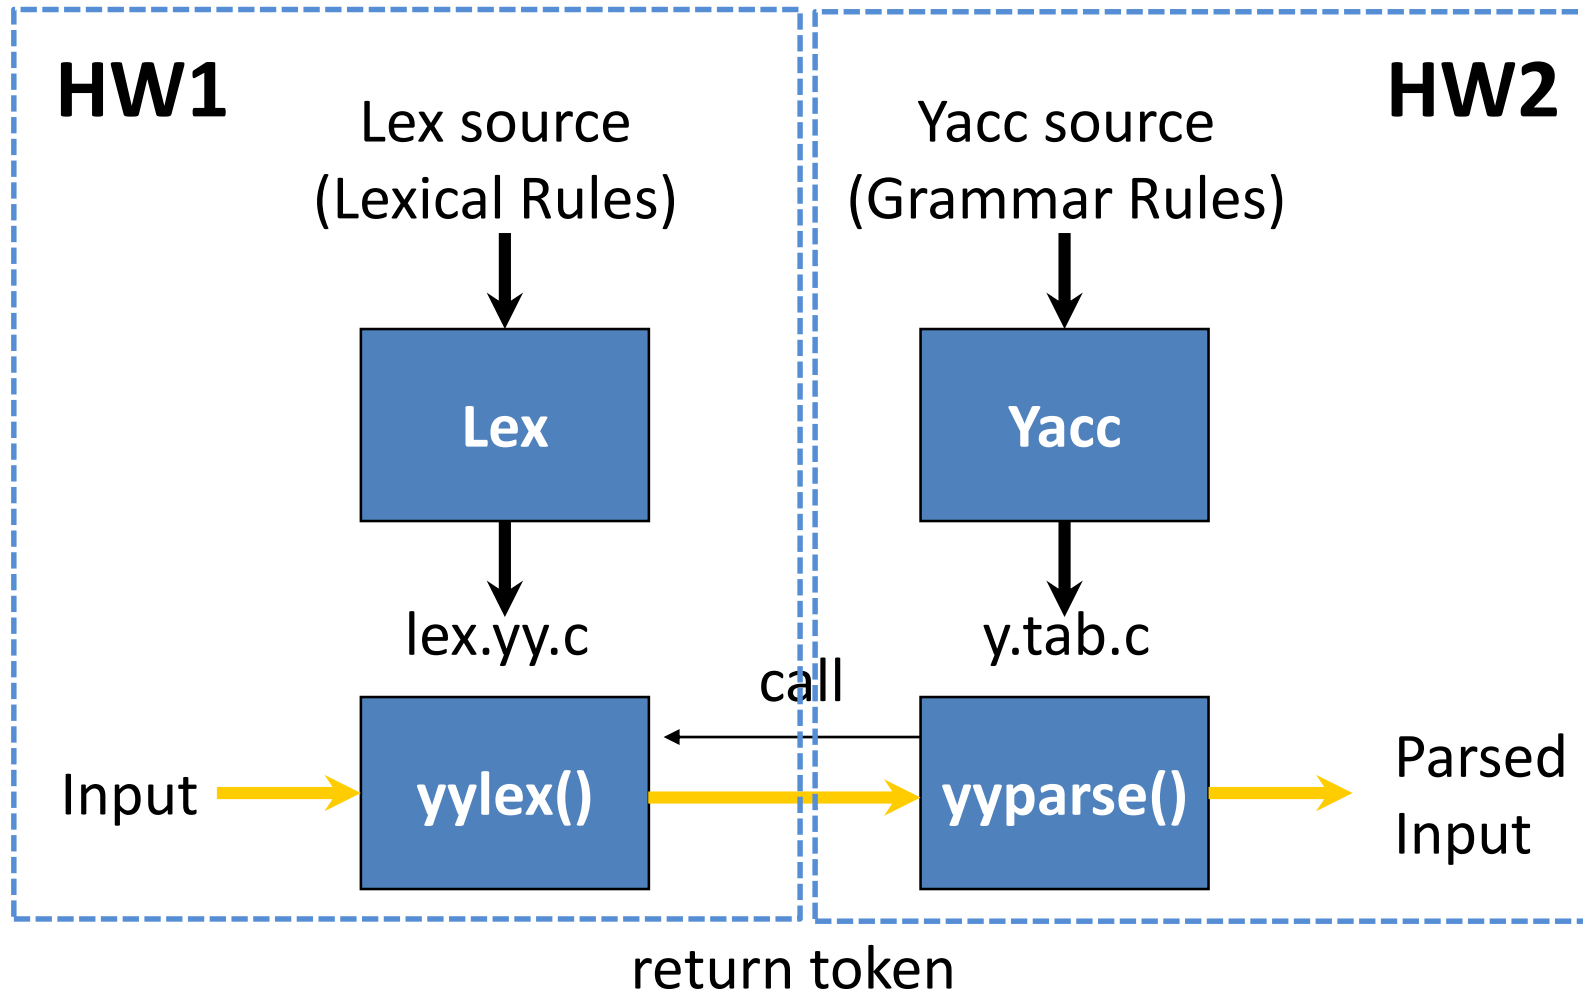 HW1
HW2
Lex source
(Lexical Rules)
Yacc source
(Grammar Rules)
Lex
Yacc
lex.yy.c
y.tab.c
call
Input
yylex()
yyparse()
Parsed
Input
return token